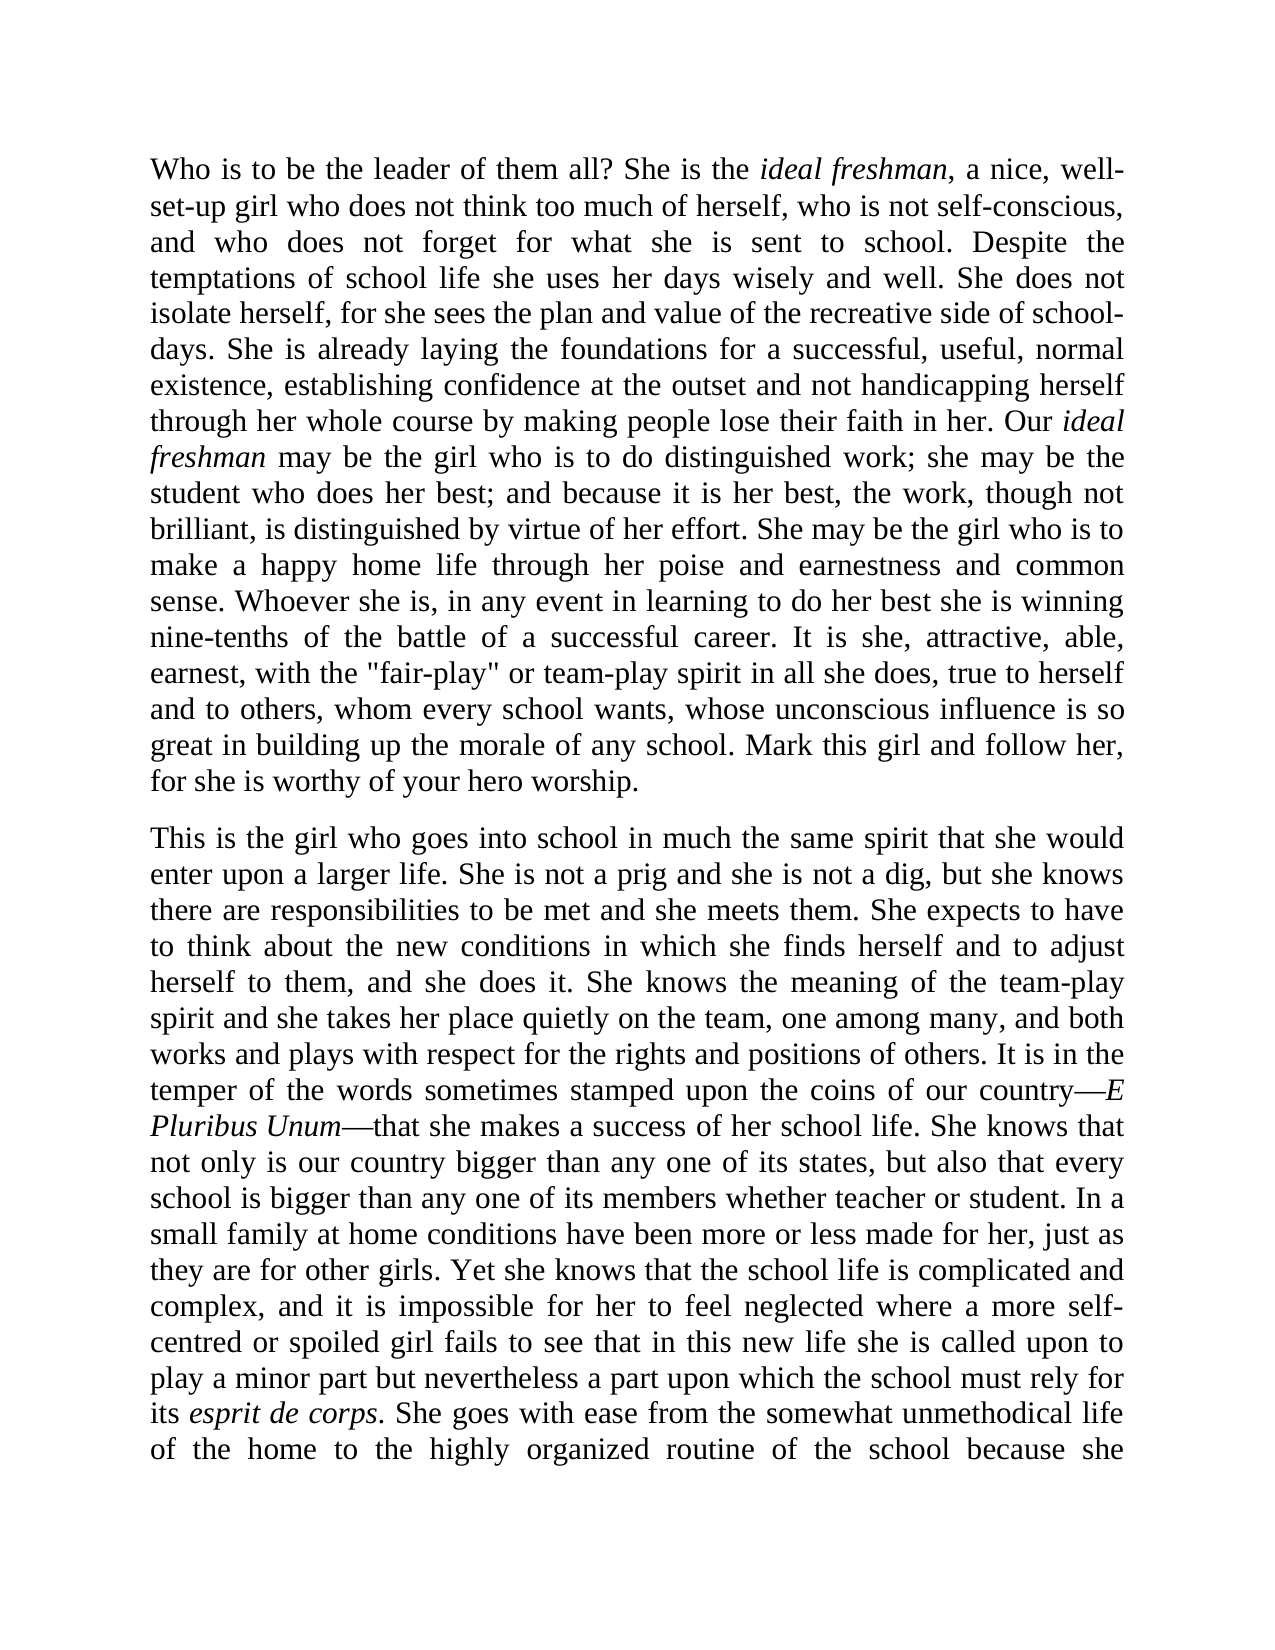 Who is to be the leader of them all? She is the ideal freshman, a nice, well-
set-up girl who does not think too much of herself, who is not self-conscious,
and who does not forget for what she is sent to school. Despite the
temptations of school life she uses her days wisely and well. She does not
isolate herself, for she sees the plan and value of the recreative side of school-
days. She is already laying the foundations for a successful, useful, normal
existence, establishing confidence at the outset and not handicapping herself
through her whole course by making people lose their faith in her. Our ideal
freshman may be the girl who is to do distinguished work; she may be the
student who does her best; and because it is her best, the work, though not
brilliant, is distinguished by virtue of her effort. She may be the girl who is to
make a happy home life through her poise and earnestness and common
sense. Whoever she is, in any event in learning to do her best she is winning
nine-tenths of the battle of a successful career. It is she, attractive, able,
earnest, with the "fair-play" or team-play spirit in all she does, true to herself
and to others, whom every school wants, whose unconscious influence is so
great in building up the morale of any school. Mark this girl and follow her,
for she is worthy of your hero worship.
This is the girl who goes into school in much the same spirit that she would
enter upon a larger life. She is not a prig and she is not a dig, but she knows
there are responsibilities to be met and she meets them. She expects to have
to think about the new conditions in which she finds herself and to adjust
herself to them, and she does it. She knows the meaning of the team-play
spirit and she takes her place quietly on the team, one among many, and both
works and plays with respect for the rights and positions of others. It is in the
temper of the words sometimes stamped upon the coins of our country—E
Pluribus Unum—that she makes a success of her school life. She knows that
not only is our country bigger than any one of its states, but also that every
school is bigger than any one of its members whether teacher or student. In a
small family at home conditions have been more or less made for her, just as
they are for other girls. Yet she knows that the school life is complicated and
complex, and it is impossible for her to feel neglected where a more self-
centred or spoiled girl fails to see that in this new life she is called upon to
play a minor part but nevertheless a part upon which the school must rely for
its esprit de corps. She goes with ease from the somewhat unmethodical life
of the home to the highly organized routine of the school because she